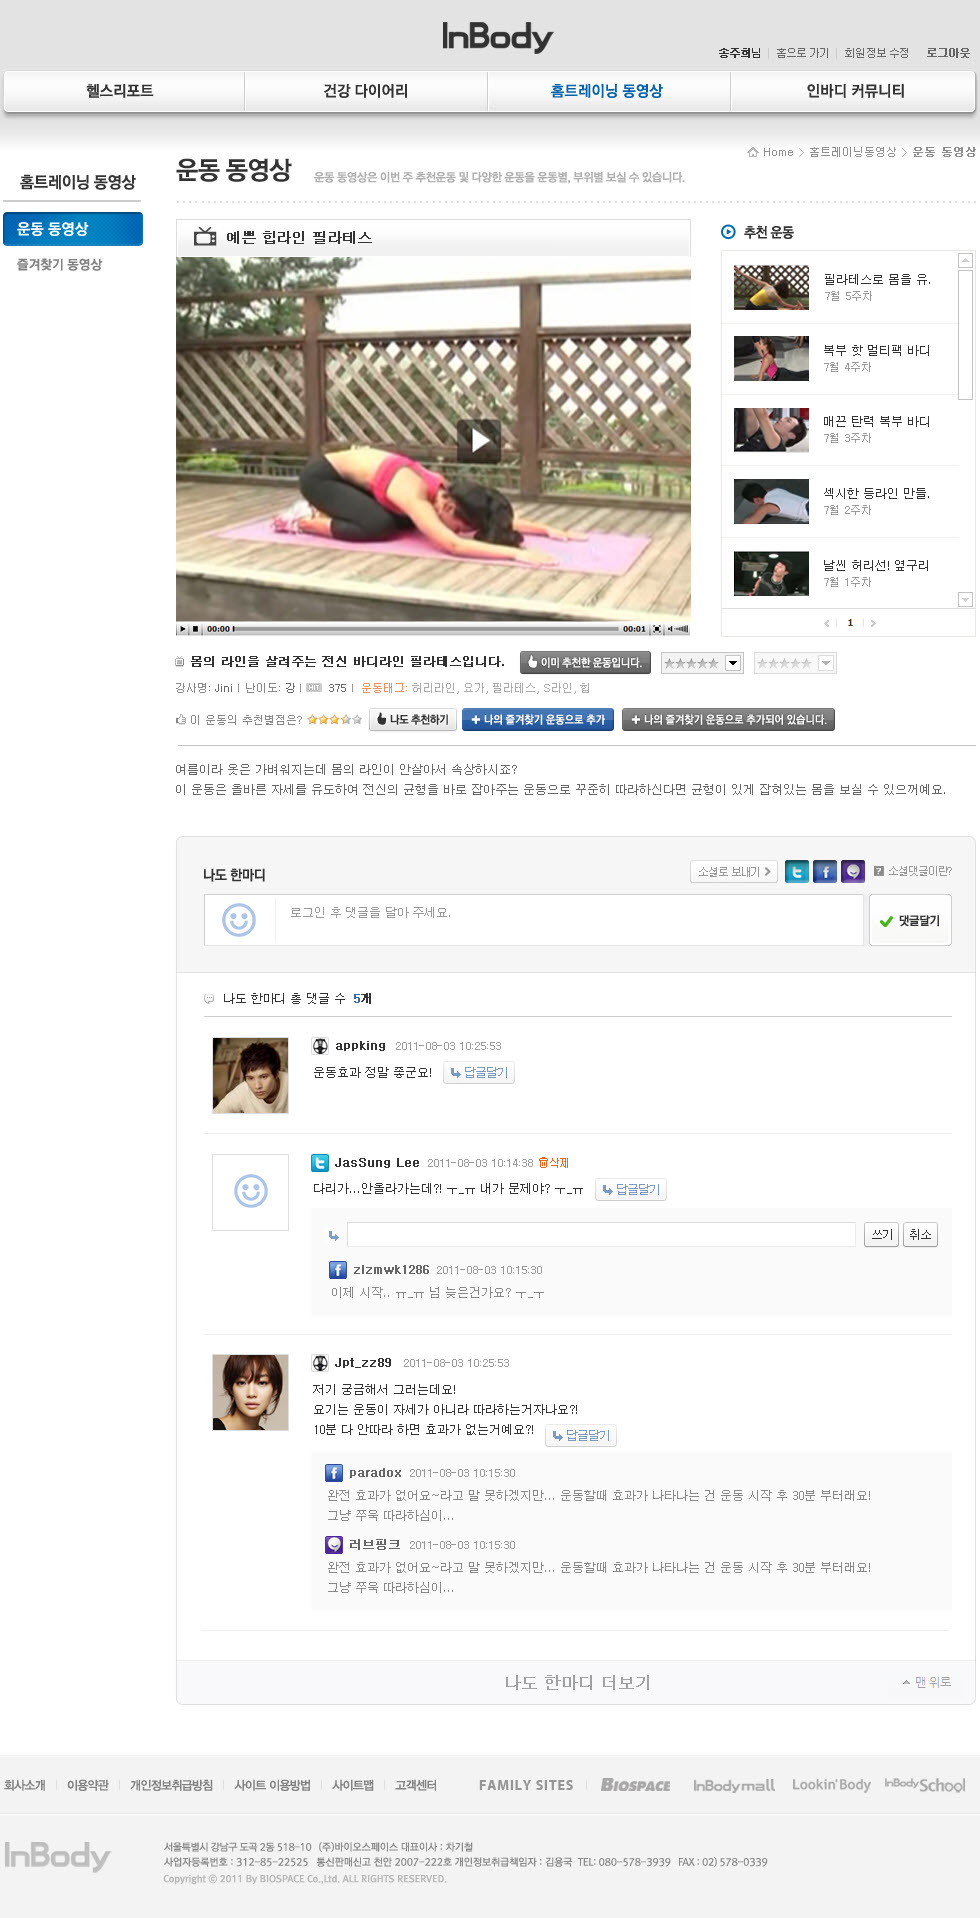 InBody
송주희님 홈으로 가기 회원정보 수정 로그아웃
헬스리포트 건강 다이어리 홈트레이닝 동영상 인바디 커뮤니티
Home 홈트레이닝동영상 운동 동영상
홈트레이닝 동영상
운동 동영상
즐겨찾기 동영상
운동 동영상
운동 동영상은 이번 주 추천운동 및 다양한 운동을 운동별, 부위별 보실 수 있습니다.
예쁜 힙라인 필라테스
00:00 00:01
추천 운동
필라테스로 몸을 유.
7월 5주차
복부 핫 멀티팩 바디
7월 4주차
매끈 탄력 복부 바디
7월 3주차
섹시한 등라인 만들.
7월 2주차
날씬 허리선! 옆구리
7월 1주차
1
몸의 라인을 살려주는 전신 바디라인 필라테스입니다. 이미 추천한 운동입니다.
강사명: Jini 난이도: 강 HIT 375 운동태그: 허리라인, 요가, 필라테스, S라인, 힙
이 운동의 추천별점은? 나도 추천하기 나의 즐겨찾기 운동으로 추가 나의 즐겨찾기 운동으로 추가되어 있습니다.
여름이라 옷은 가벼워지는데 몸의 라인이 안살아서 속상하시죠?
이 운동은 올바른 자세를 유도하여 전신의 균형을 바로 잡아주는 운동으로 꾸준히 따라하신다면 균형이 있게 잡혀있는 몸을 보실 수 있으꺼예요.
나도 한마디 소셜로 보내기 소셜댓글이란?
로그인 후 댓글을 달아 주세요. 댓글달기
나도 한마디 총 댓글 수 5개
appking 2011-08-03 10:25:53
운동효과 정말 좋군요! 답글달기
JasSung Lee 2011-08-03 10:14:38 삭제
다리가...안올라가는데?! ㅜ_ㅠ 내가 문제야? ㅜ_ㅠ 답글달기
쓰기 취소
zlzmwk1286 2011-08-03 10:15:30
이제 시작.. ㅠ_ㅠ 넘 늦은건가요? ㅜ_ㅜ
Jpt_zz89 2011-08-03 10:25:53
저기 궁금해서 그러는데요!
요기는 운동이 자세가 아니라 따라하는거자나요?!
10분 다 안따라 하면 효과가 없는거예요?! 답글달기
paradox 2011-08-03 10:15:30
완전 효과가 없어요~라고 말 못하겠지만... 운동할때 효과가 나타나는 건 운동 시작 후 30분 부터래요!
그냥 쭈욱 따라하심이...
러브핑크 2011-08-03 10:15:30
완전 효과가 없어요~라고 말 못하겠지만... 운동할때 효과가 나타나는 건 운동 시작 후 30분 부터래요!
그냥 쭈욱 따라하심이...
나도 한마디 더보기 맨 위로
회사소개 이용약관 개인정보취급방침 사이트 이용방법 사이트맵 고객센터 FAMILY SITES BIOSPACE InBodymall Lookin'Body InBodySchool
InBody
서울특별시 강남구 도곡 2동 518-10 (주)바이오스페이스 대표이사 : 차기철
사업자등록번호 : 312-85-22525 통신판매신고 천안 2007-222호 개인정보취급책임자 : 김용국 TEL: 080-578-3939 FAX : 02) 578-0339
Copyright © 2011 By BIOSPACE Co.,Ltd. ALL RIGHTS RESERVED.